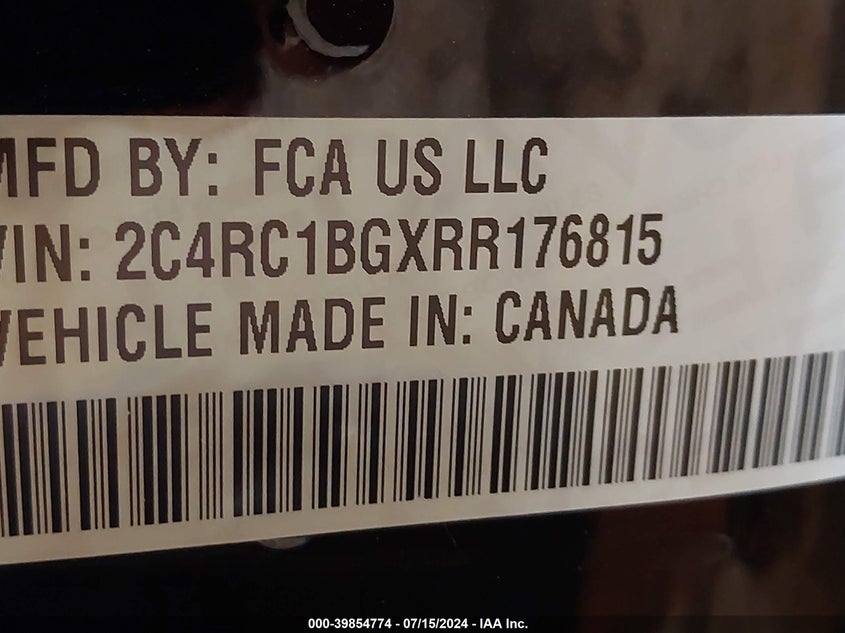 MFD BY: FCA US LLC
VIN: 2C4RC1BGXRR176815
VEHICLE MADE IN: CANADA
000-39854774 - 07/15/2024 - IAA Inc.